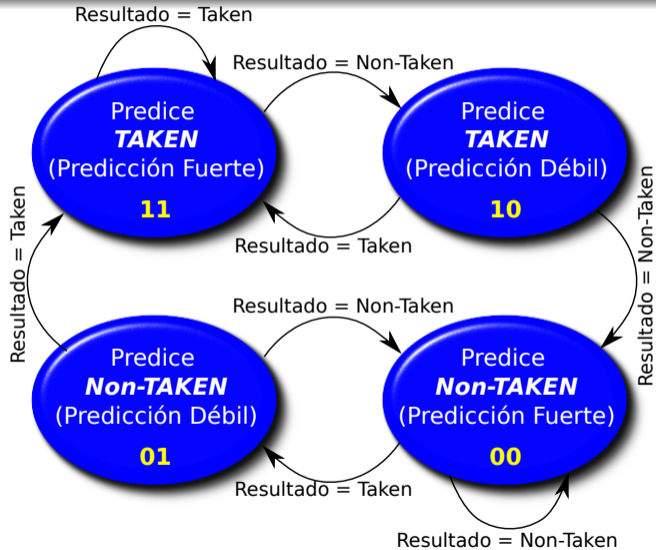 Resultado = Taken
Resultado = Non-Taken
Predice
TAKEN
(Predicción Fuerte)
11
Predice
TAKEN
(Predicción Débil)
10
Resultado = Taken
Resultado = Taken
Resultado = Non-Taken
Resultado = Non-Taken
Predice
Non-TAKEN
(Predicción Débil)
01
Predice
Non-TAKEN
(Predicción Fuerte)
00
Resultado = Taken
Resultado = Non-Taken